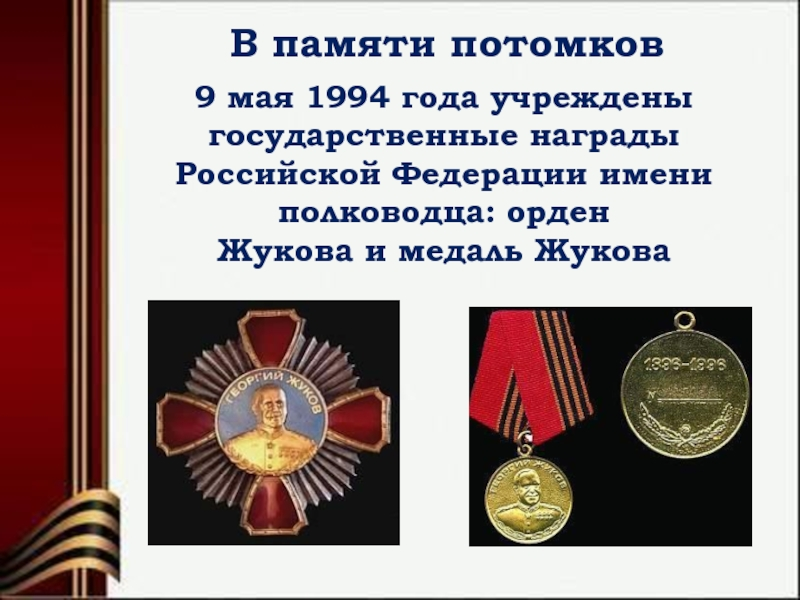 В памяти потомков
9 мая 1994 года учреждены
государственные награды
Российской Федерации имени
полководца: орден
Жукова и медаль Жукова
ГЕОРГИЙ ЖУКОВ
ГЕОРГИЙ ЖУКОВ
1896-1996
N